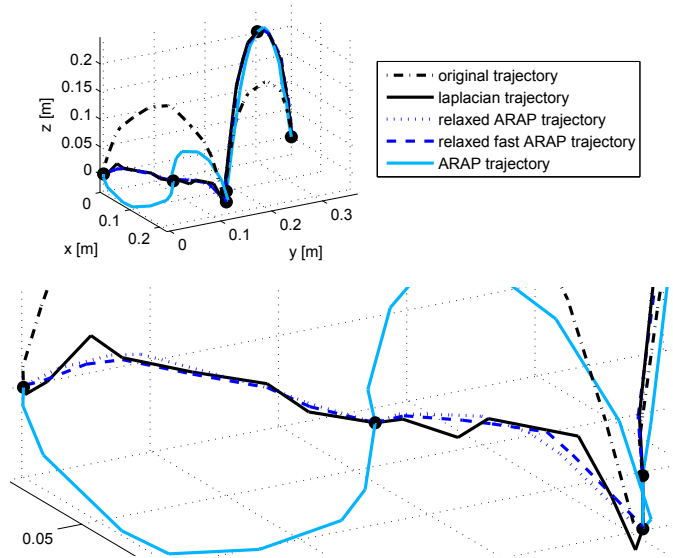 0.2
0.15
0.1
0.05
0
z [m]
0
0.1
0.2
x [m]
0
0.1
0.2
0.3
y [m]
original trajectory
laplacian trajectory
relaxed ARAP trajectory
relaxed fast ARAP trajectory
ARAP trajectory
0.05